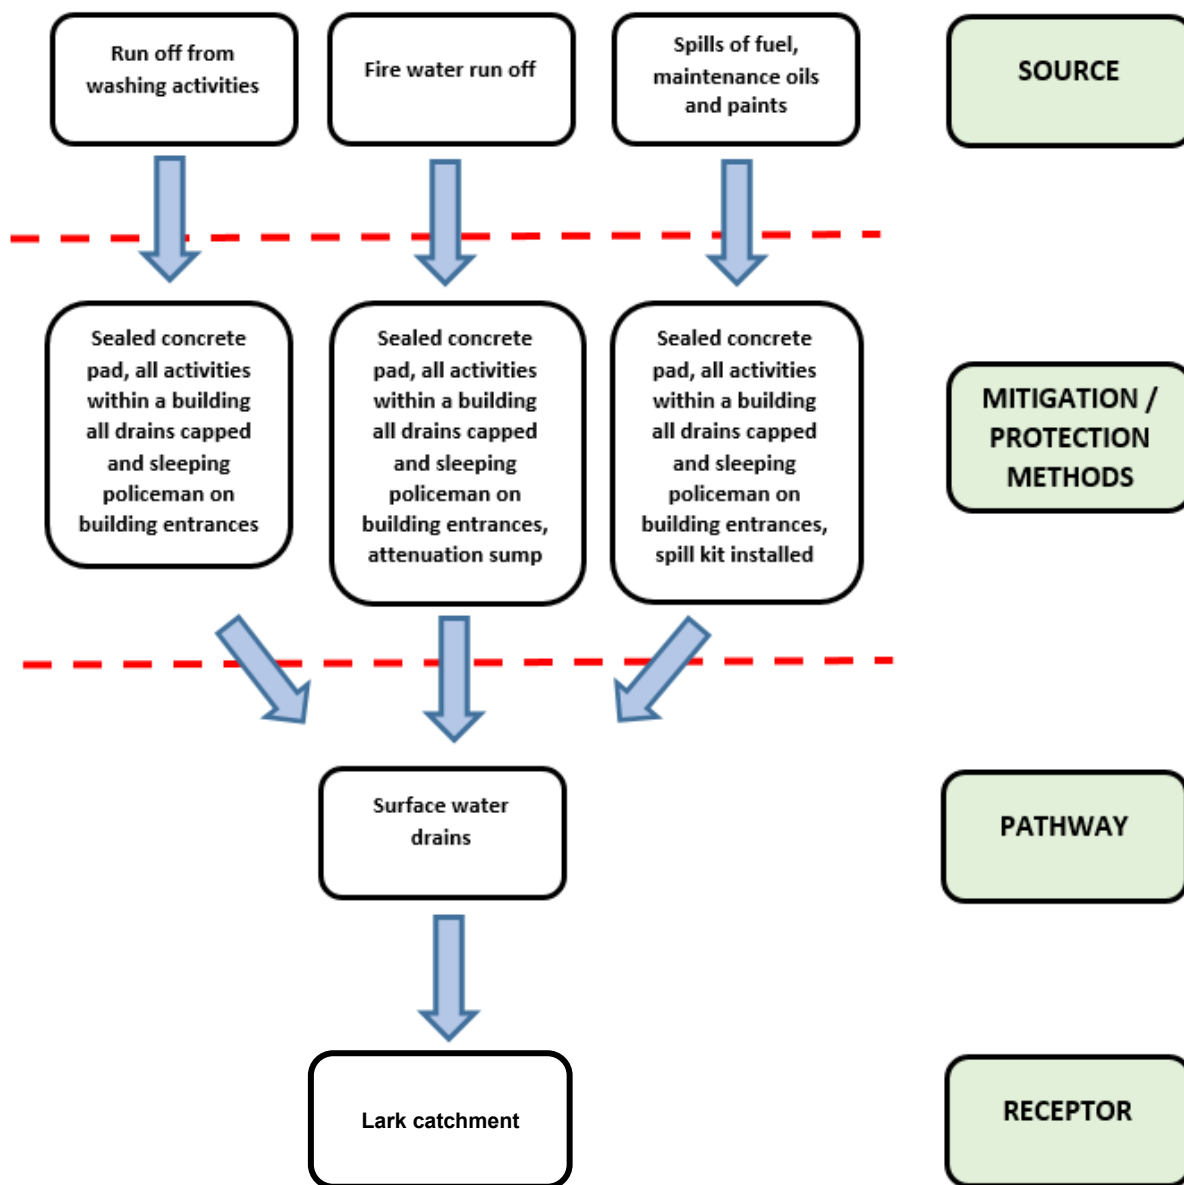 Run off from
washing activities
Fire water run off
Spills of fuel,
maintenance oils
and paints
SOURCE
Sealed concrete
pad, all activities
within a building
all drains capped
and sleeping
policeman on
building entrances
Sealed concrete
pad, all activities
within a building
all drains capped
and sleeping
policeman on
building entrances,
attenuation sump
Sealed concrete
pad, all activities
within a building
all drains capped
and sleeping
policeman on
building entrances,
spill kit installed
MITIGATION /
PROTECTION
METHODS
Surface water
drains
PATHWAY
Lark catchment
RECEPTOR